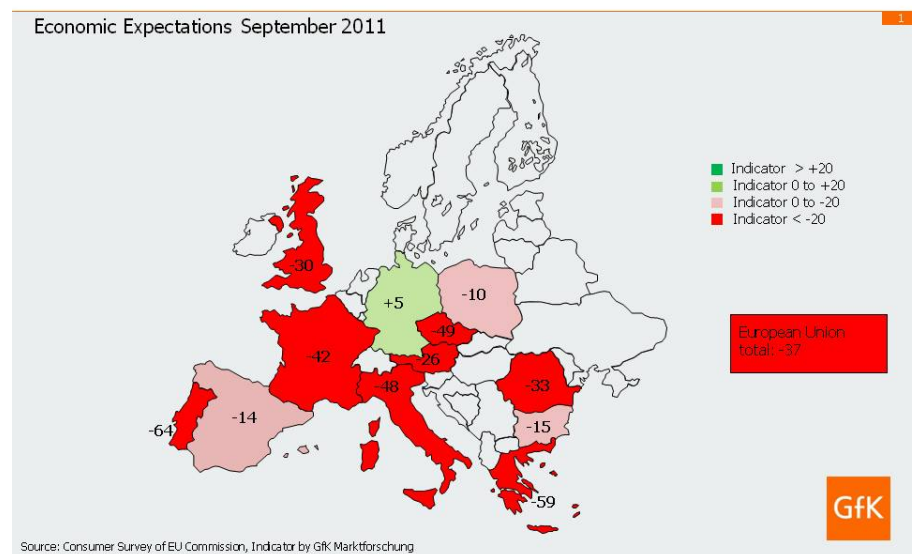 Economic Expectations September 2011
1
Indicator > +20
Indicator 0 to +20
Indicator 0 to -20
Indicator < -20
-30
+5
-10
-49
European Union
total: -37
-42
-26
-48
-33
-14
-15
-64
-59
GfK
Source: Consumer Survey of EU Commission, Indicator by GfK Marktforschung